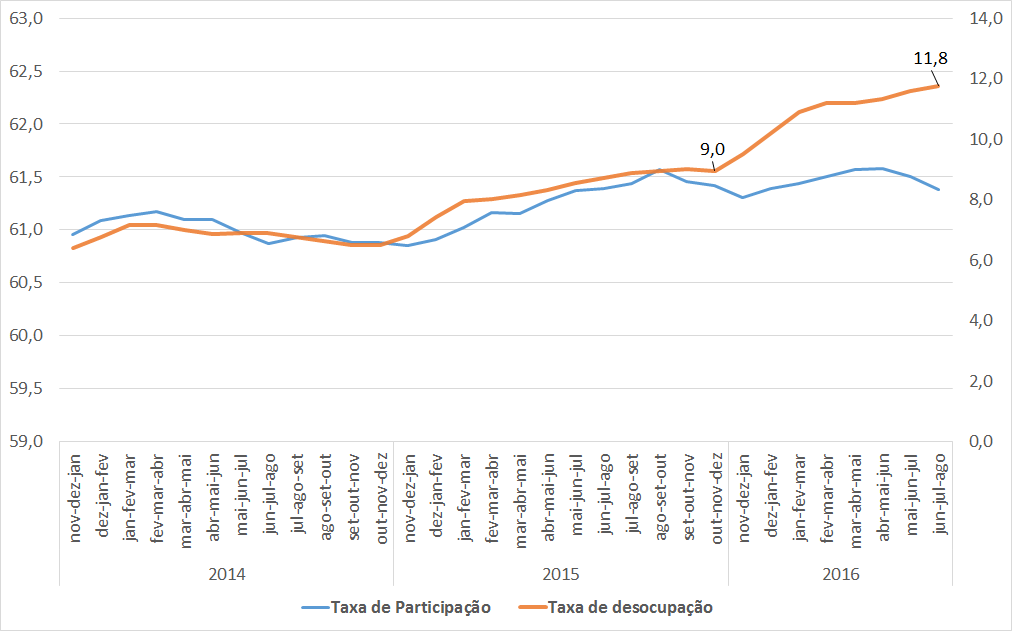 63,0
62,5
62,0
61,5
61,0
60,5
60,0
59,5
59,0
14,0
12,0
10,0
8,0
6,0
4,0
2,0
0,0
11,8
9,0
nov-dez-jan
dez-jan-fev
jan-fev-mar
fev-mar-abr
mar-abr-mai
abr-mai-jun
mai-jun-jul
jun-jul-ago
jul-ago-set
ago-set-out
set-out-nov
out-nov-dez
nov-dez-jan
dez-jan-fev
jan-fev-mar
fev-mar-abr
mar-abr-mai
abr-mai-jun
mai-jun-jul
jun-jul-ago
jul-ago-set
ago-set-out
set-out-nov
out-nov-dez
nov-dez-jan
dez-jan-fev
jan-fev-mar
fev-mar-abr
mar-abr-mai
abr-mai-jun
mai-jun-jul
jun-jul-ago
2014 2015 2016
Taxa de Participação Taxa de desocupação